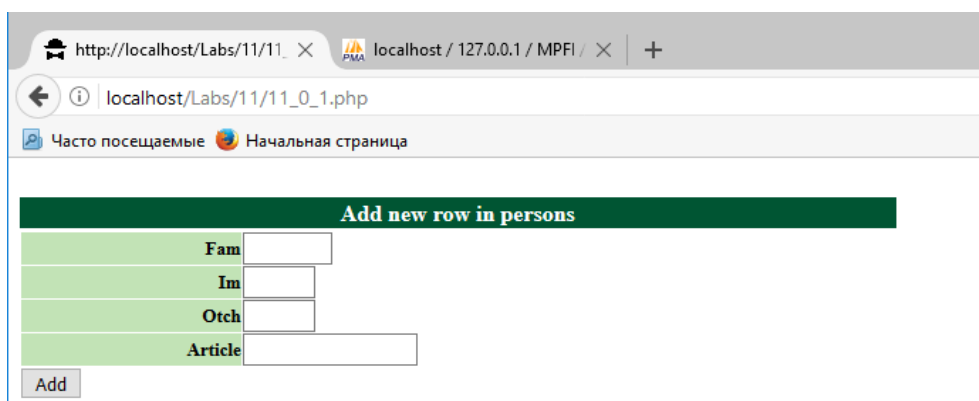 http://localhost/Labs/11/11_ localhost / 127.0.0.1 / MPFI /
localhost/Labs/11/11_0_1.php
Часто посещаемые Начальная страница
Add new row in persons
Fam
Im
Otch
Article
Add